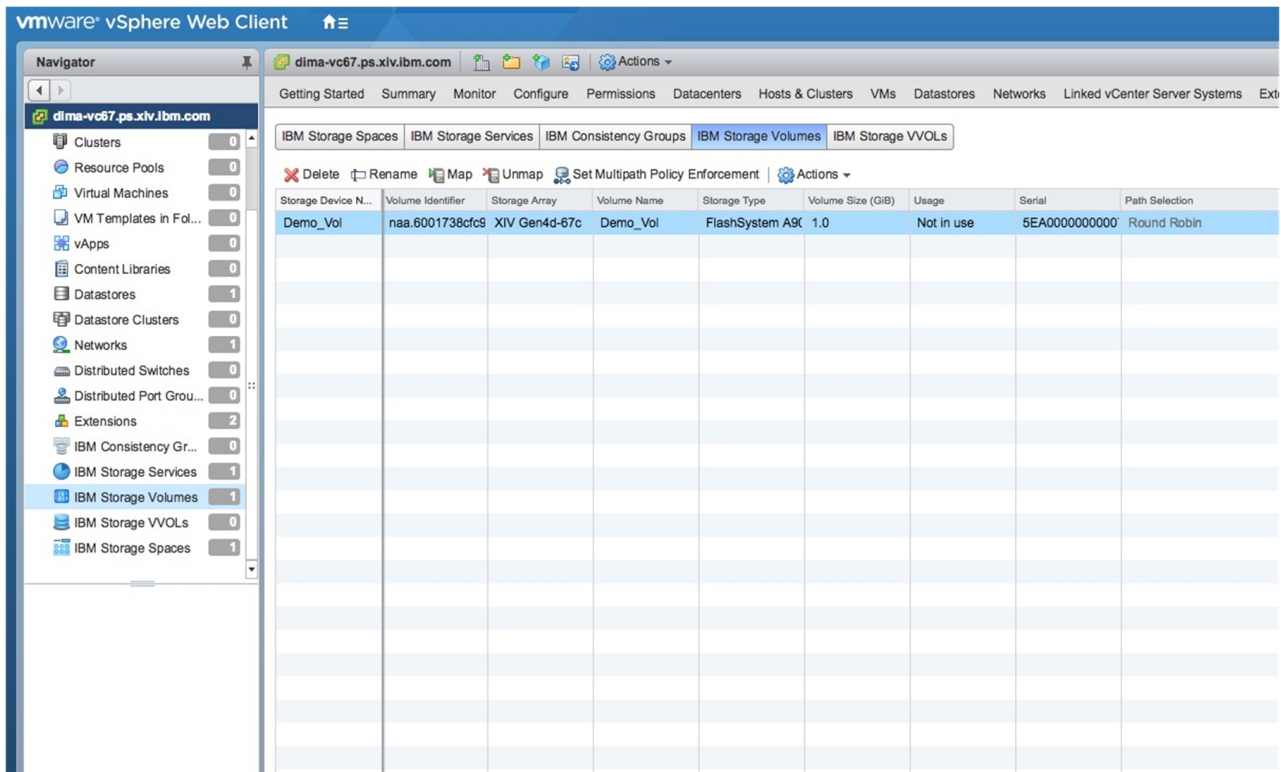 vmware® vSphere Web Client
Navigator
dima-vc67.ps.xiv.ibm.com Actions
Getting Started Summary Monitor Configure Permissions Datacenters Hosts & Clusters VMs Datastores Networks Linked vCenter Server Systems Ext
dima-vc67.ps.xiv.ibm.com
IBM Storage Spaces IBM Storage Services IBM Consistency Groups IBM Storage Volumes IBM Storage VVOLs
Delete Rename Map Unmap Set Multipath Policy Enforcement Actions
Storage Device N... Volume Identifier Storage Array Volume Name Storage Type Volume Size (GiB) Usage Serial Path Selection
Demo_Vol naa.6001738cfc9 XIV Gen4d-67c Demo_Vol FlashSystem A90 1.0 Not in use 5EA0000000000 Round Robin
Clusters 0
Resource Pools 0
Virtual Machines 0
VM Templates in Fol... 0
vApps 0
Content Libraries 0
Datastores 1
Datastore Clusters 0
Networks 1
Distributed Switches 0
Distributed Port Grou... 0
Extensions 2
IBM Consistency Gr... 0
IBM Storage Services 1
IBM Storage Volumes 1
IBM Storage VVOLs 0
IBM Storage Spaces 1